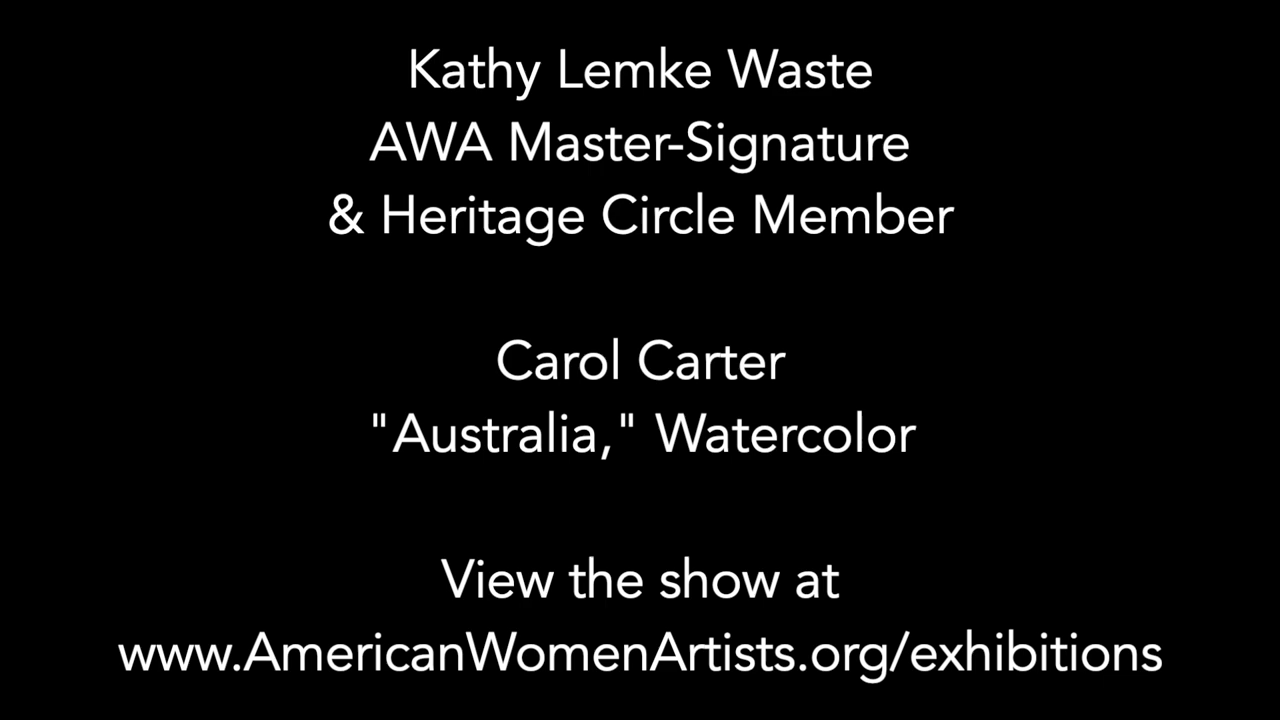 Kathy Lemke Waste
AWA Master-Signature
& Heritage Circle Member
Carol Carter
"Australia," Watercolor
View the show at
www.AmericanWomenArtists.org/exhibitions